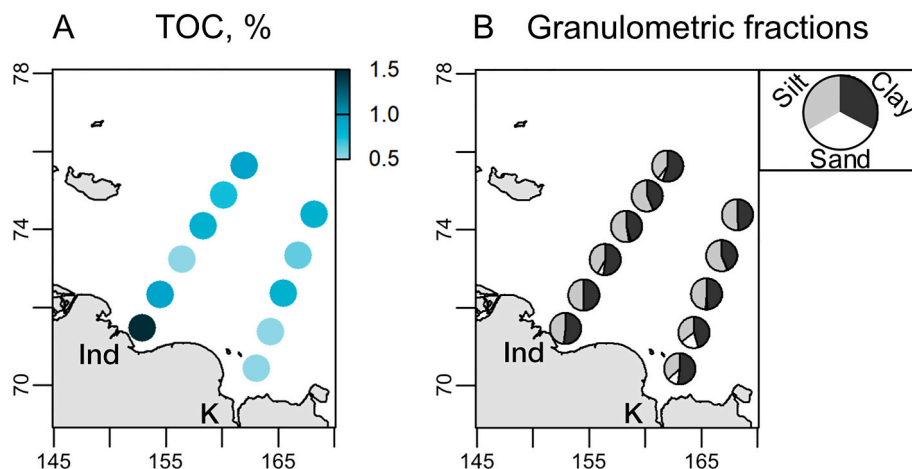 A TOC, %
78
74
70
145 155 165
1.5
1.0
0.5
Ind
K
B Granulometric fractions
78
74
70
145 155 165
Ind
K
Silt Clay
Sand